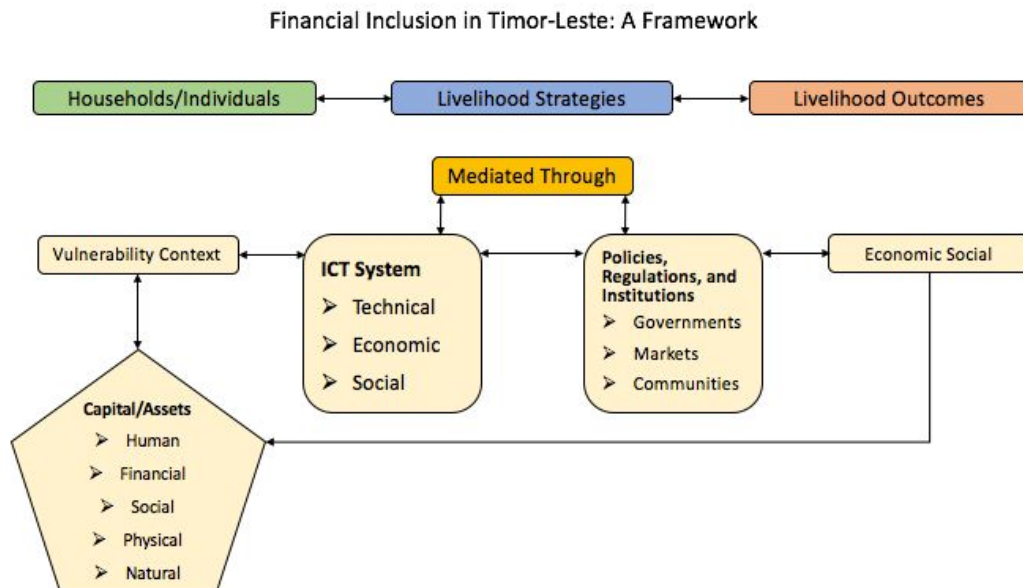 Financial Inclusion in Timor-Leste: A Framework
Households/Individuals
Livelihood Strategies
Livelihood Outcomes
Mediated Through
Vulnerability Context
ICT System
➢ Technical
➢ Economic
➢ Social
Policies,
Regulations, and
Institutions
➢ Governments
➢ Markets
➢ Communities
Economic Social
Capital/Assets
➢ Human
➢ Financial
➢ Social
➢ Physical
➢ Natural